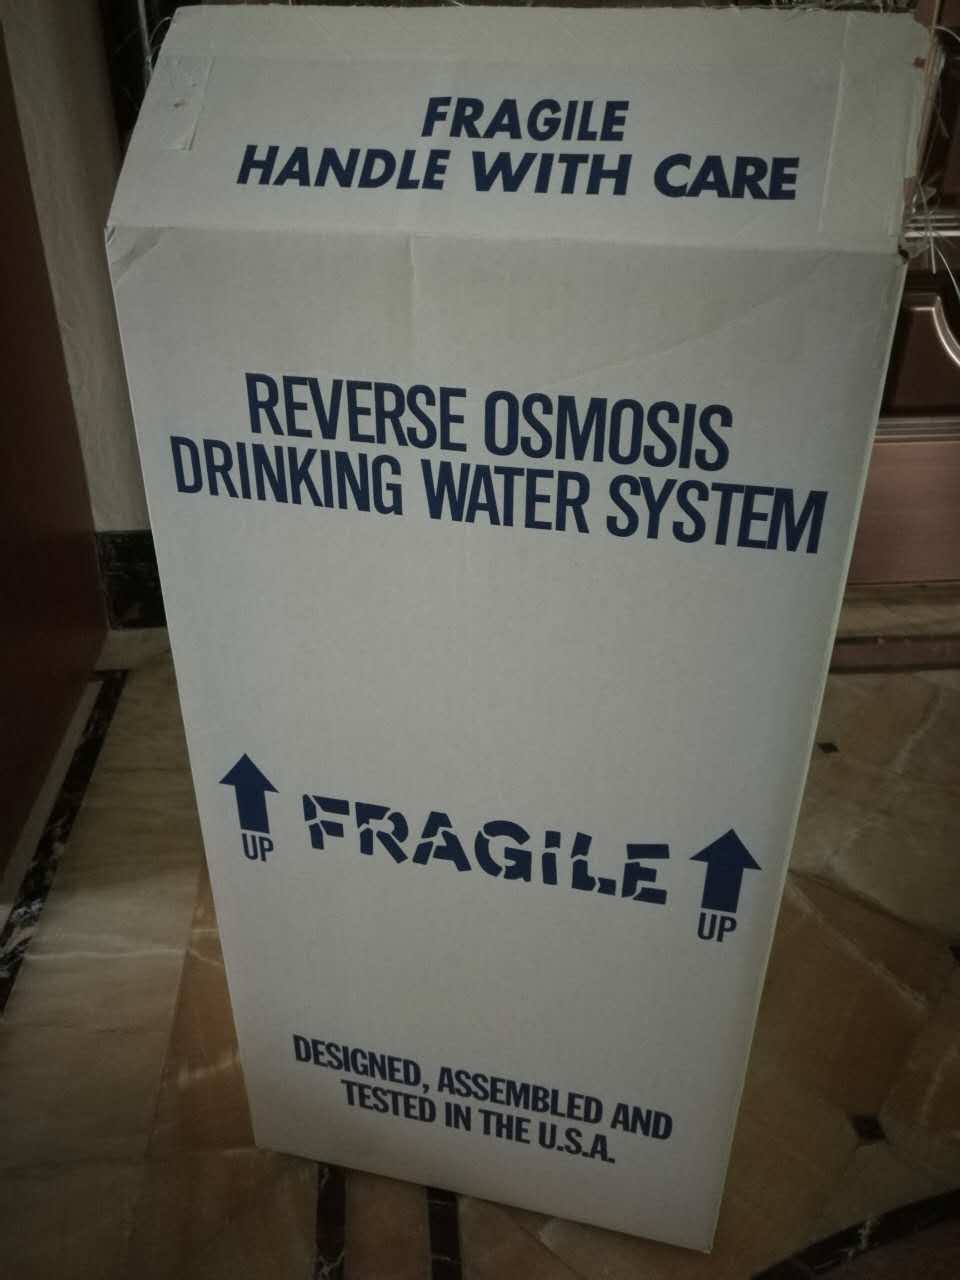 FRAGILE
HANDLE WITH CARE
REVERSE OSMOSIS
DRINKING WATER SYSTEM
FRAGILE
UP
UP
DESIGNED, ASSEMBLED AND
TESTED IN THE U.S.A.